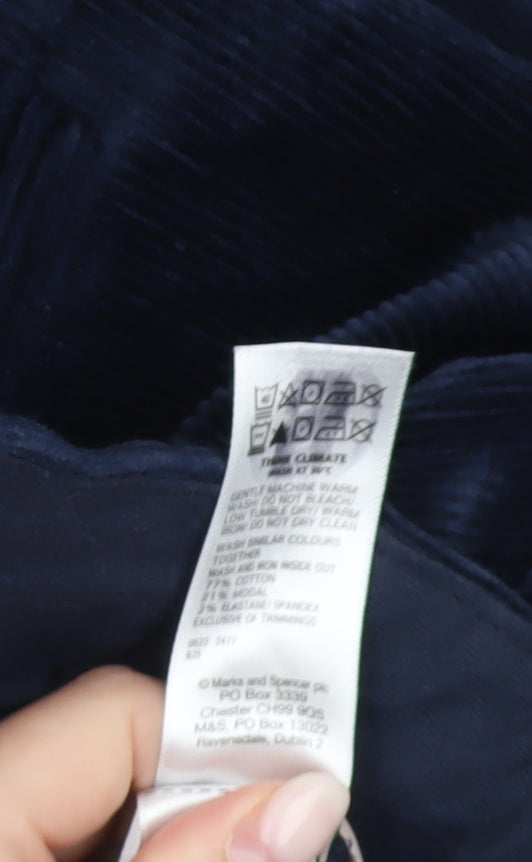 THINK CLIMATE
WASH AT 30°C
GENTLE MACHINE WARM
WASH/ DO NOT BLEACH/
LOW TUMBLE DRY/ WARM
IRON/ DO NOT DRY CLEAN
WASH SIMILAR COLOURS
TOGETHER
WASH AND IRON INSIDE OUT
77% COTTON
21% MODAL
2% ELASTANE/ SPANDEX
EXCLUSIVE OF TRIMMINGS
© Marks and Spencer plc
PO Box 3339
Chester CH99 9QS
M&S, PO Box 13022
Ravensdale, Dublin 2